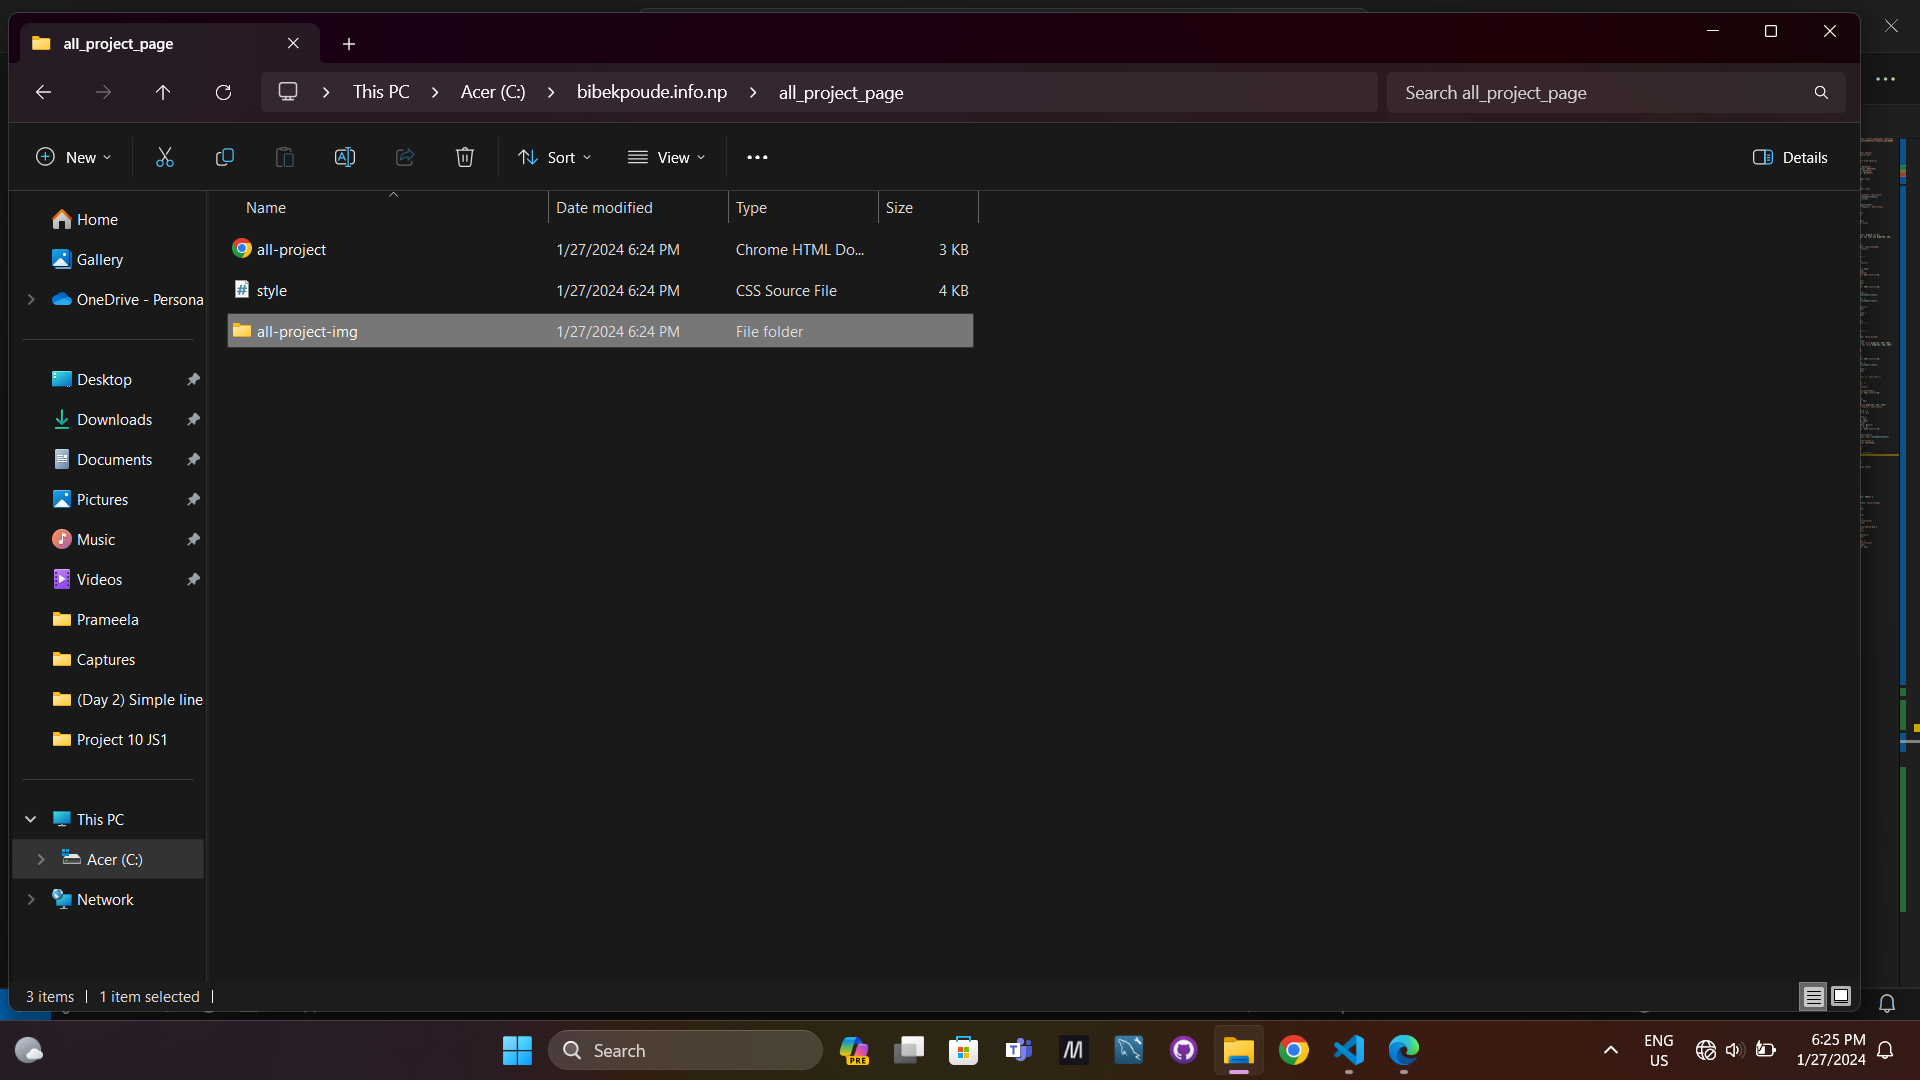 all_project_page
This PC Acer (C:) bibekpoude.info.np all_project_page
Search all_project_page
New Sort View Details
Name Date modified Type Size
all-project 1/27/2024 6:24 PM Chrome HTML Do... 3 KB
style 1/27/2024 6:24 PM CSS Source File 4 KB
all-project-img 1/27/2024 6:24 PM File folder
Home
Gallery
OneDrive - Persona
Desktop
Downloads
Documents
Pictures
Music
Videos
Prameela
Captures
(Day 2) Simple line
Project 10 JS1
This PC
Acer (C:)
Network
3 items 1 item selected
Search
PRE
ENG
US
6:25 PM
1/27/2024